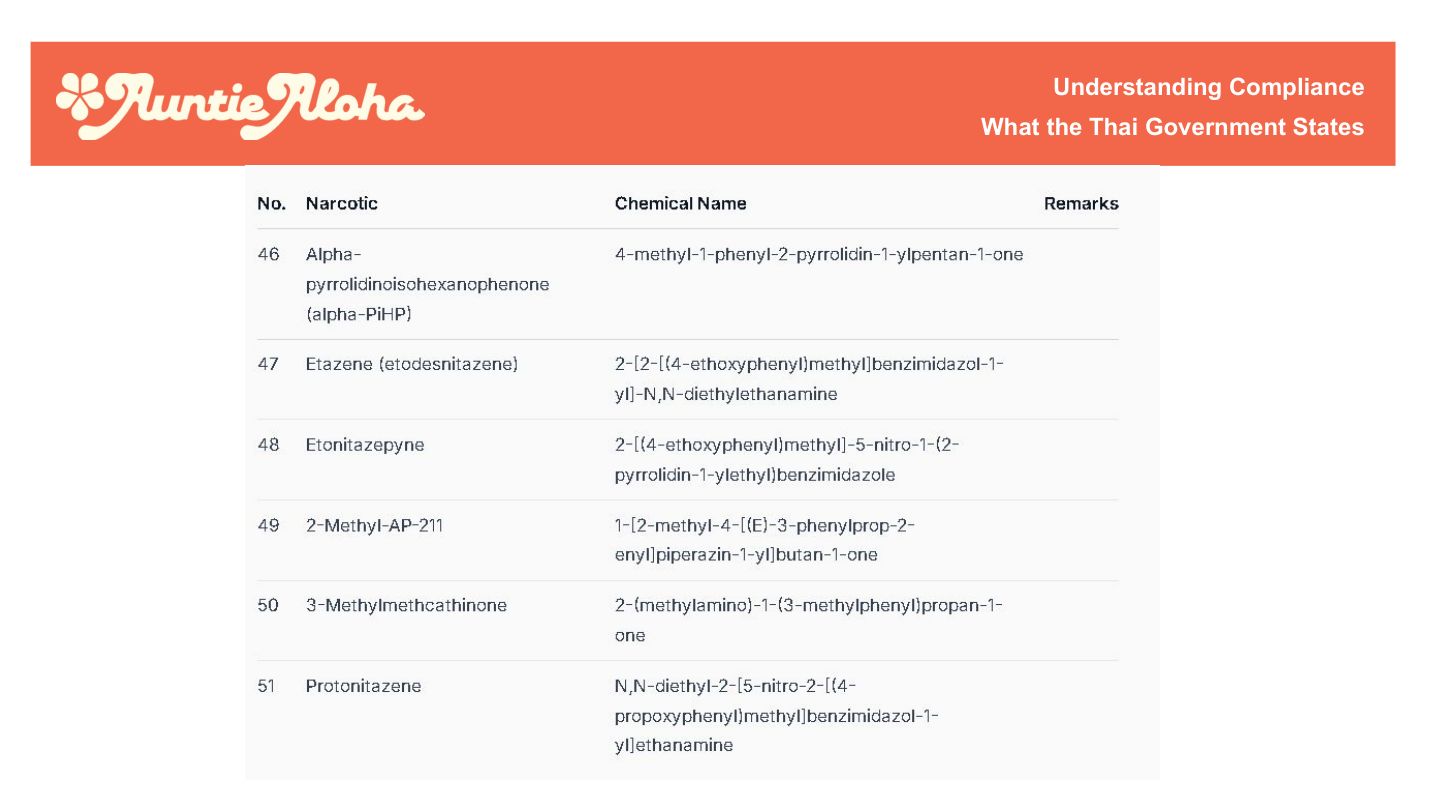 Auntie Aloha.
Understanding Compliance
What the Thai Government States
No. Narcotic Chemical Name Remarks
46 Alpha- 4-methyl-1-phenyl-2-pyrrolidin-1-ylpentan-1-one
pyrrolidinoisohexanophenone
(alpha-PiHP)
47 Etazene (etodesnitazene) 2-[2-[(4-ethoxyphenyl)methyl]benzimidazol-1-
yl]-N,N-diethylethanamine
48 Etonitazepyne 2-[(4-ethoxyphenyl)methyl]-5-nitro-1-(2-
pyrrolidin-1-ylethyl)benzimidazole
49 2-Methyl-AP-211 1-[2-methyl-4-[(E)-3-phenylprop-2-
enyl]piperazin-1-yl]butan-1-one
50 3-Methylmethcathinone 2-(methylamino)-1-(3-methylphenyl)propan-1-
one
51 Protonitazene N,N-diethyl-2-[5-nitro-2-[(4-
propoxyphenyl)methyl]benzimidazol-1-
yl]ethanamine